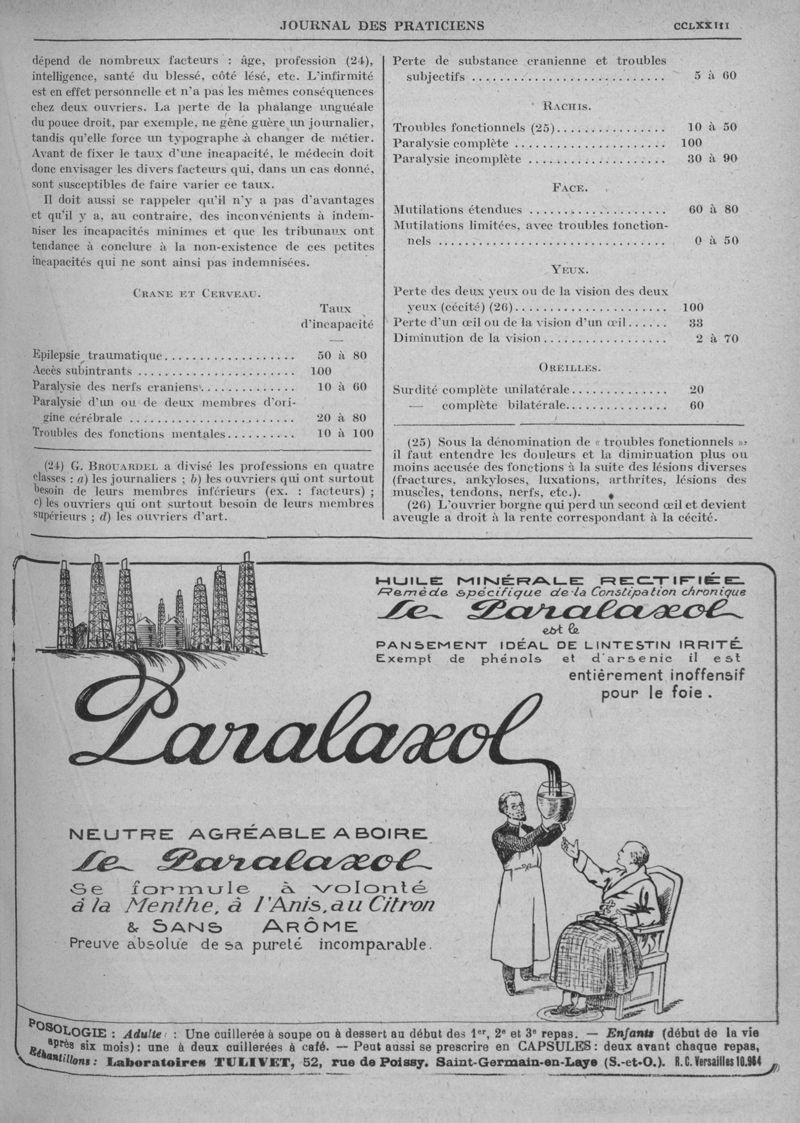 JOURNAL DES PRATICIENS
CCLXXIII
dépend de nombreux facteurs : âge, profession (24),
intelligence, santé du blessé, côté lésé, etc. L'infirmité
est en effet personnelle et n'a pas les mêmes conséquences
chez deux ouvriers. La perte de la phalange unguéale
du pouce droit, par exemple, ne gêne guère un journalier,
tandis qu'elle force un typographe à changer de métier.
Avant de fixer le taux d'une incapacité, le médecin doit
donc envisager les divers facteurs qui, dans un cas donné,
sont susceptibles de faire varier ce taux.
Il doit aussi se rappeler qu'il n'y a pas d'avantages
et qu'il y a, au contraire, des inconvénients à indem-
niser les incapacités minimes et que les tribunaux ont
tendance à conclure à la non-existence de ces petites
incapacités qui ne sont ainsi pas indemnisées.
CRANE ET CERVEAU.
Taux
d'incapacité
—
Epilepsie traumatique................... 50 à 80
Accès subintrants ................... 100
Paralysie des nerfs craniens.............. 10 à 60
Paralysie d'un ou de deux membres d'ori-
gine cérébrale ........................ 20 à 80
Troubles des fonctions mentales.......... 10 à 100
(24) G. BROUARDEL a divisé les professions en quatre
classes : a) les journaliers ; b) les ouvriers qui ont surtout
besoin de leurs membres inférieurs (ex. : facteurs) ;
c) les ouvriers qui ont surtout besoin de leurs membres
supérieurs ; d) les ouvriers d'art.
Perte de substance cranienne et troubles
subjectifs ............................ 5 à 60
RACHIS.
Troubles fonctionnels (25)................ 10 à 50
Paralysie complète ...................... 100
Paralysie incomplète .................... 30 à 90
FACE.
Mutilations étendues .................... 60 à 80
Mutilations limitées, avec troubles fonction-
nels ................................. 0 à 50
YEUX.
Perte des deux yeux ou de la vision des deux
yeux (cécité) (26)...................... 100
Perte d'un œil ou de la vision d'un œil...... 33
Diminution de la vision.................. 2 à 70
OREILLES.
Surdité complète unilatérale.............. 20
— complète bilatérale............... 60
(25) Sous la dénomination de « troubles fonctionnels »
il faut entendre les douleurs et la diminuation plus ou
moins accusée des fonctions à la suite des lésions diverses
(fractures, ankyloses, luxations, arthrites, lésions des
muscles, tendons, nerfs, etc.).
(26) L'ouvrier borgne qui perd un second œil et devient
aveugle a droit à la rente correspondant à la cécité.
HUILE MINÉRALE RECTIFIÉE
Remède spécifique de la Constipation chronique
Le Paralaxol
est le
PANSEMENT IDÉAL DE LINTESTIN IRRITÉ
Exempt de phénols et d'arsenic il est
entièrement inoffensif
pour le foie.
Paralaxol
NEUTRE AGRÉABLE A BOIRE
Le Paralaxol
Se formule à volonté
à la Menthe, à l'Anis, au Citron
& SANS ARÔME
Preuve absolue de sa pureté incomparable.
POSOLOGIE : Adulte : Une cuillerée à soupe ou à dessert au début des 1er, 2e et 3e repas. — Enfants (début de la vie
après six mois) : une à deux cuillerées à café. — Peut aussi se prescrire en CAPSULES : deux avant chaque repas,
Échantillons : Laboratoires TULIVET, 52, rue de Poissy. Saint-Germain-en-Laye (S.-et-O.). R.C. Versailles 10.984